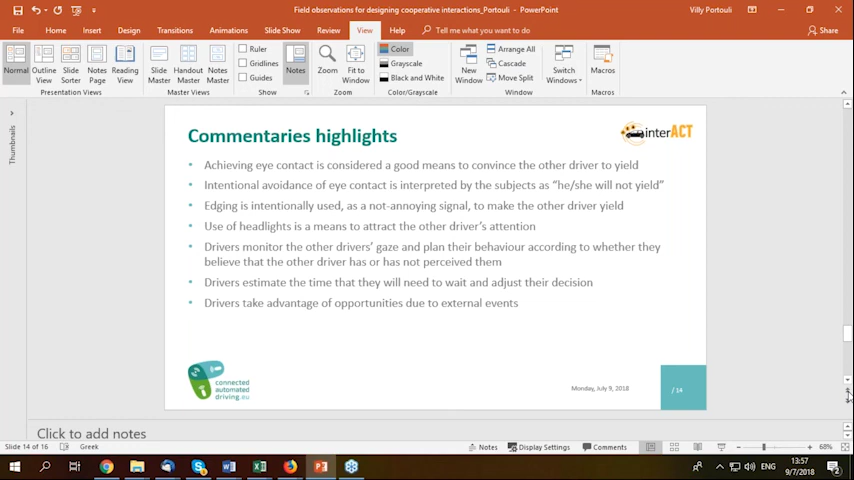 Field observations for designing cooperative interactions_Portouli - PowerPoint
Villy Portouli
File Home Insert Design Transitions Animations Slide Show Review View Help Tell me what you want to do Share
Normal
Outline View
Slide Sorter
Notes Page
Reading View
Presentation Views
Slide Master
Handout Master
Notes Master
Master Views
Ruler
Gridlines
Guides
Show
Notes
Zoom
Fit to Window
Zoom
Color
Grayscale
Black and White
Color/Grayscale
New Window
Arrange All
Cascade
Move Split
Window
Switch Windows
Macros
Macros
Thumbnails
Commentaries highlights
interACT
• Achieving eye contact is considered a good means to convince the other driver to yield
• Intentional avoidance of eye contact is interpreted by the subjects as “he/she will not yield”
• Edging is intentionally used, as a not-annoying signal, to make the other driver yield
• Use of headlights is a means to attract the other driver’s attention
• Drivers monitor the other drivers’ gaze and plan their behaviour according to whether they
believe that the other driver has or has not perceived them
• Drivers estimate the time that they will need to wait and adjust their decision
• Drivers take advantage of opportunities due to external events
connected
automated
driving.eu
Monday, July 9, 2018
/ 14
Click to add notes
Slide 14 of 16 Greek Notes Display Settings Comments 68%
ENG
13:57
9/7/2018
2